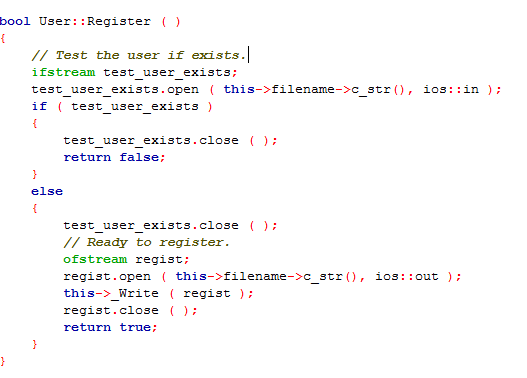 bool User::Register ( )
{
    // Test the user if exists.
    ifstream test_user_exists;
    test_user_exists.open ( this->filename->c_str(), ios::in );
    if ( test_user_exists )
    {
        test_user_exists.close ( );
        return false;
    }
    else
    {
        test_user_exists.close ( );
        // Ready to register.
        ofstream regist;
        regist.open ( this->filename->c_str(), ios::out );
        this->_Write ( regist );
        regist.close ( );
        return true;
    }
}